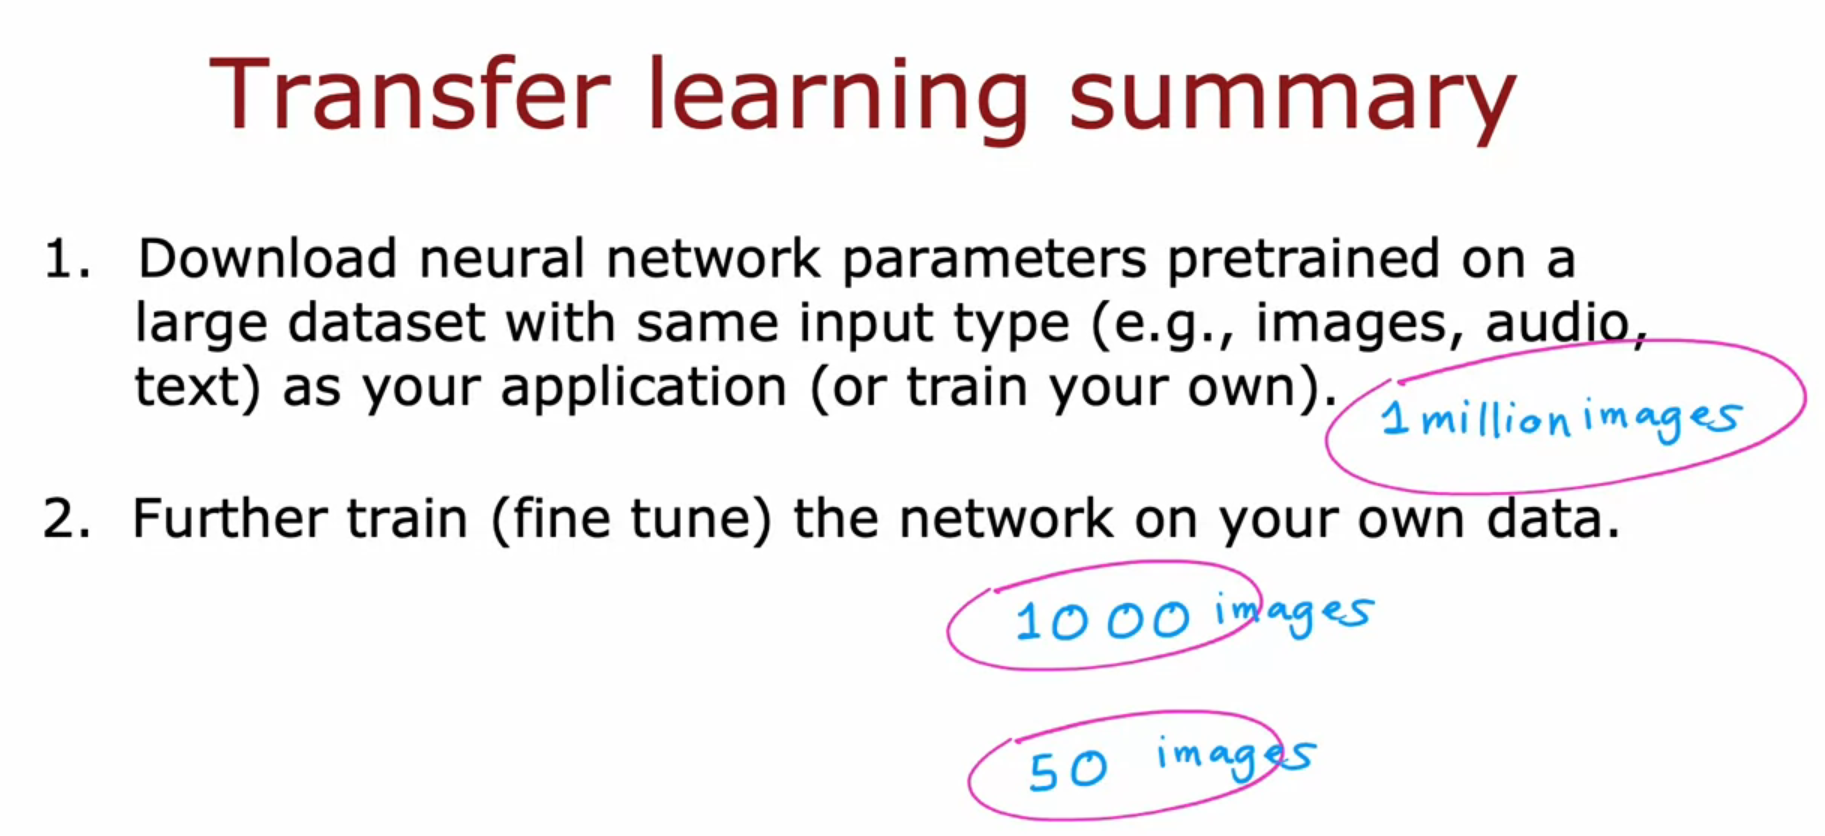 Transfer learning summary
1. Download neural network parameters pretrained on a
large dataset with same input type (e.g., images, audio,
text) as your application (or train your own).
1 million images
2. Further train (fine tune) the network on your own data.
1000 images
50 images